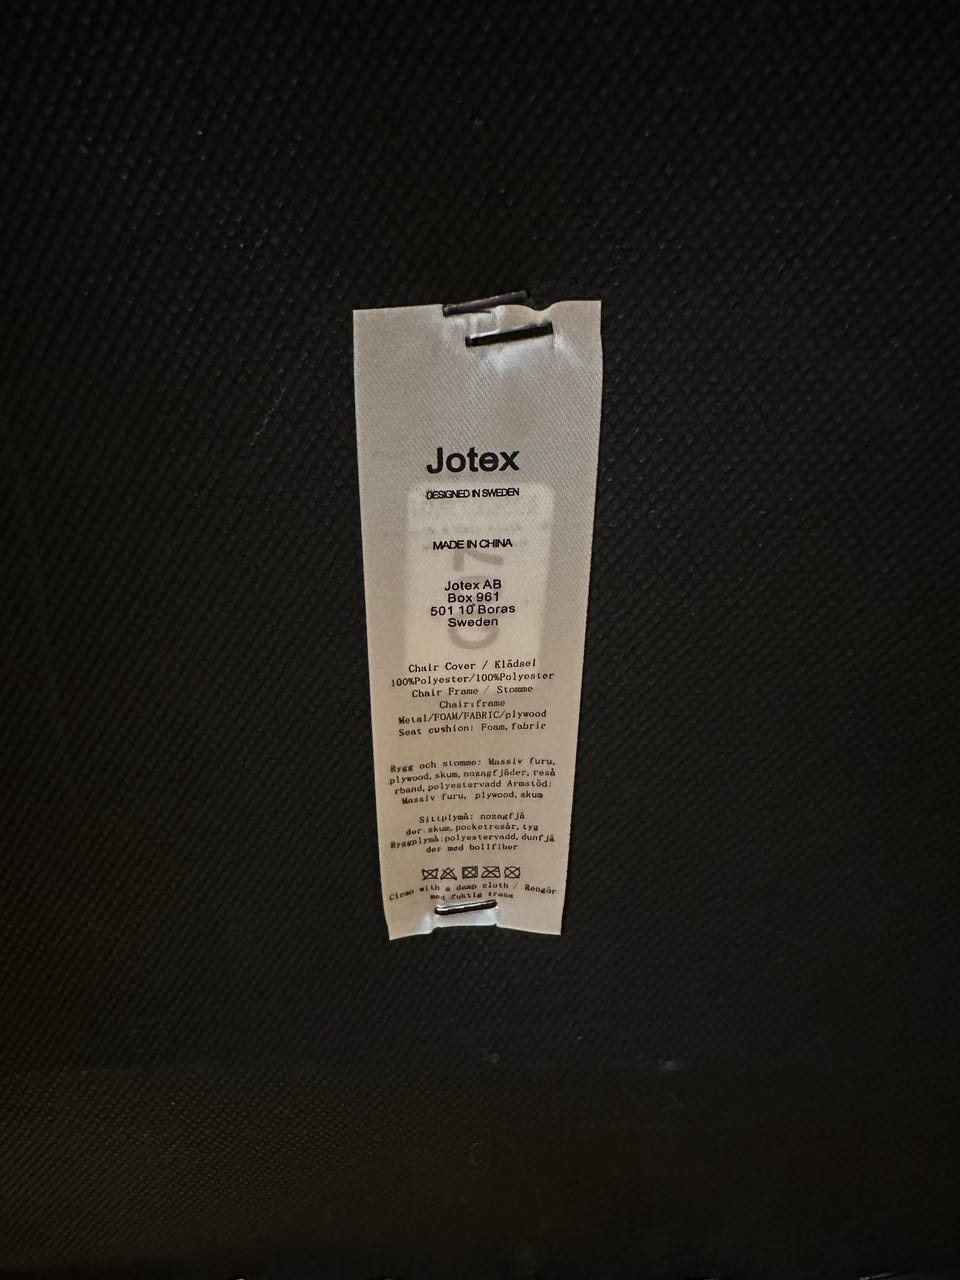 Jotex
DESIGNED IN SWEDEN
MADE IN CHINA
Jotex AB
Box 961
501 10 Boras
Sweden
Chair Cover / Klädsel
100%Polyester/100%Polyester
Chair Frame / Stomme
Chair:frame
Metal/FOAM/FABRIC/plywood
Seat cushion: Foam, fabric
Rygg och stomme: Massiv furu,
plywood, skum, nozagfjäder, reså
rband, polyestervadd Armstöd:
Massiv furu, plywood, skum
Sittplymå: nozagfjä
der. skum, pocketresår, tyg
Ryggplymå:polyestervadd, dunfjä
der med bollfiber
Clean with a damp cloth / Rengör
med fuktig trasa